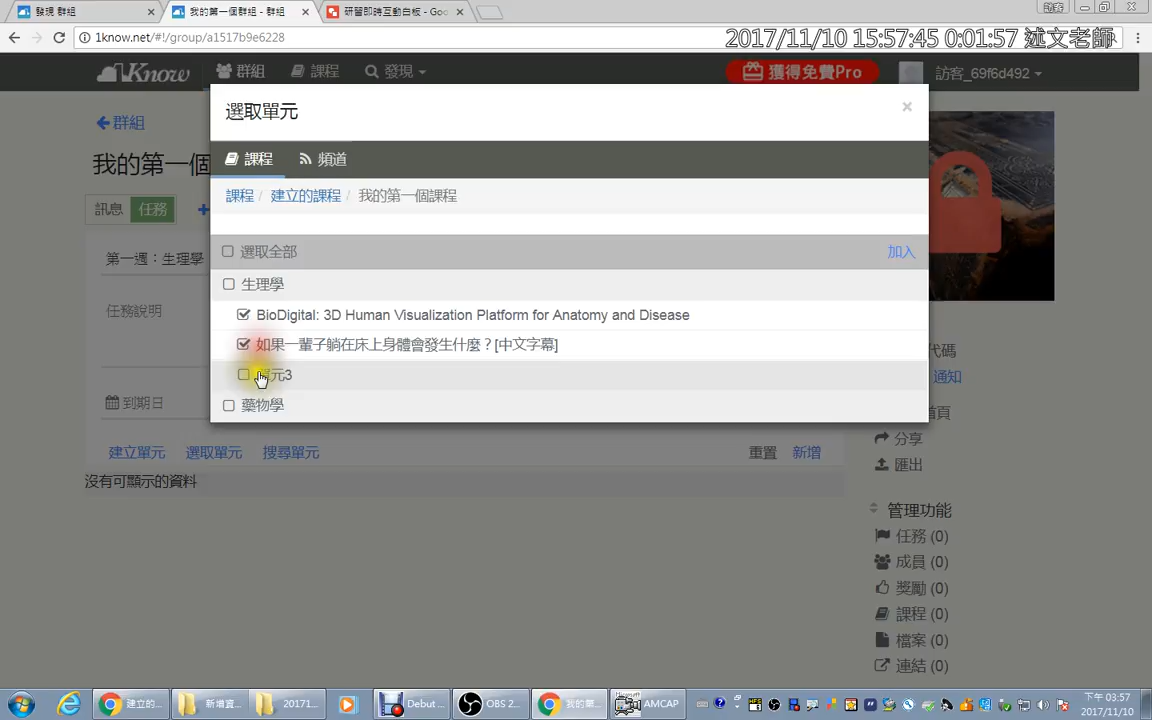 發現 群組
我的第一個群組 - 群組
研習即時互動白板 - Goo
訪客
1know.net/#!/group/a1517b9e6228
2017/11/10 15:57:45 0:01:57 述文老師
1Know
群組
課程
發現
獲得免費Pro
訪客_69f6d492
群組
我的第一個
訊息
任務
第一週：生理學
任務說明
到期日
建立單元
選取單元
搜尋單元
重置
新增
沒有可顯示的資料
選取單元
×
課程
頻道
課程 / 建立的課程 / 我的第一個課程
選取全部
加入
生理學
BioDigital: 3D Human Visualization Platform for Anatomy and Disease
如果一輩子躺在床上身體會發生什麼？[中文字幕]
單元3
藥物學
代碼
通知
首頁
分享
匯出
管理功能
任務 (0)
成員 (0)
獎勵 (0)
課程 (0)
檔案 (0)
連結 (0)
建立的...
新增資...
20171...
Debut ...
OBS 2...
我的第...
AMCAP
下午 03:57
2017/11/10